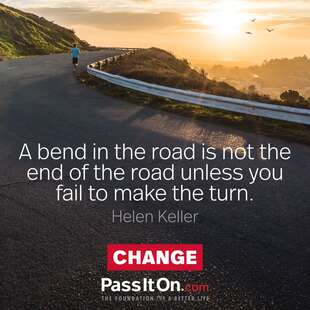 A bend in the road is not the
end of the road unless you
fail to make the turn.
Helen Keller
CHANGE
PassItOn.com
THE FOUNDATION FOR A BETTER LIFE